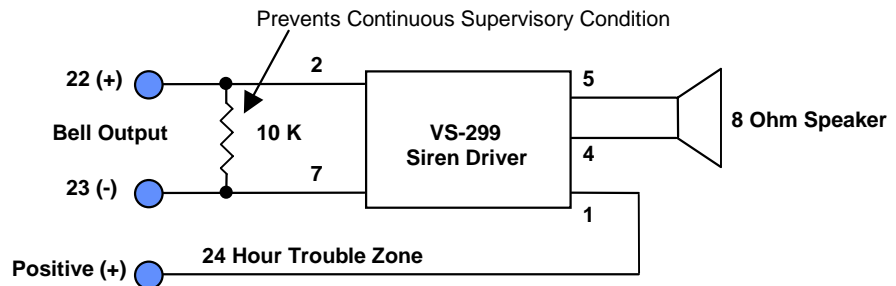 Prevents Continuous Supervisory Condition
22 (+)
2
5
Bell Output
10 K
VS-299
Siren Driver
8 Ohm Speaker
4
23 (-)
7
1
24 Hour Trouble Zone
Positive (+)